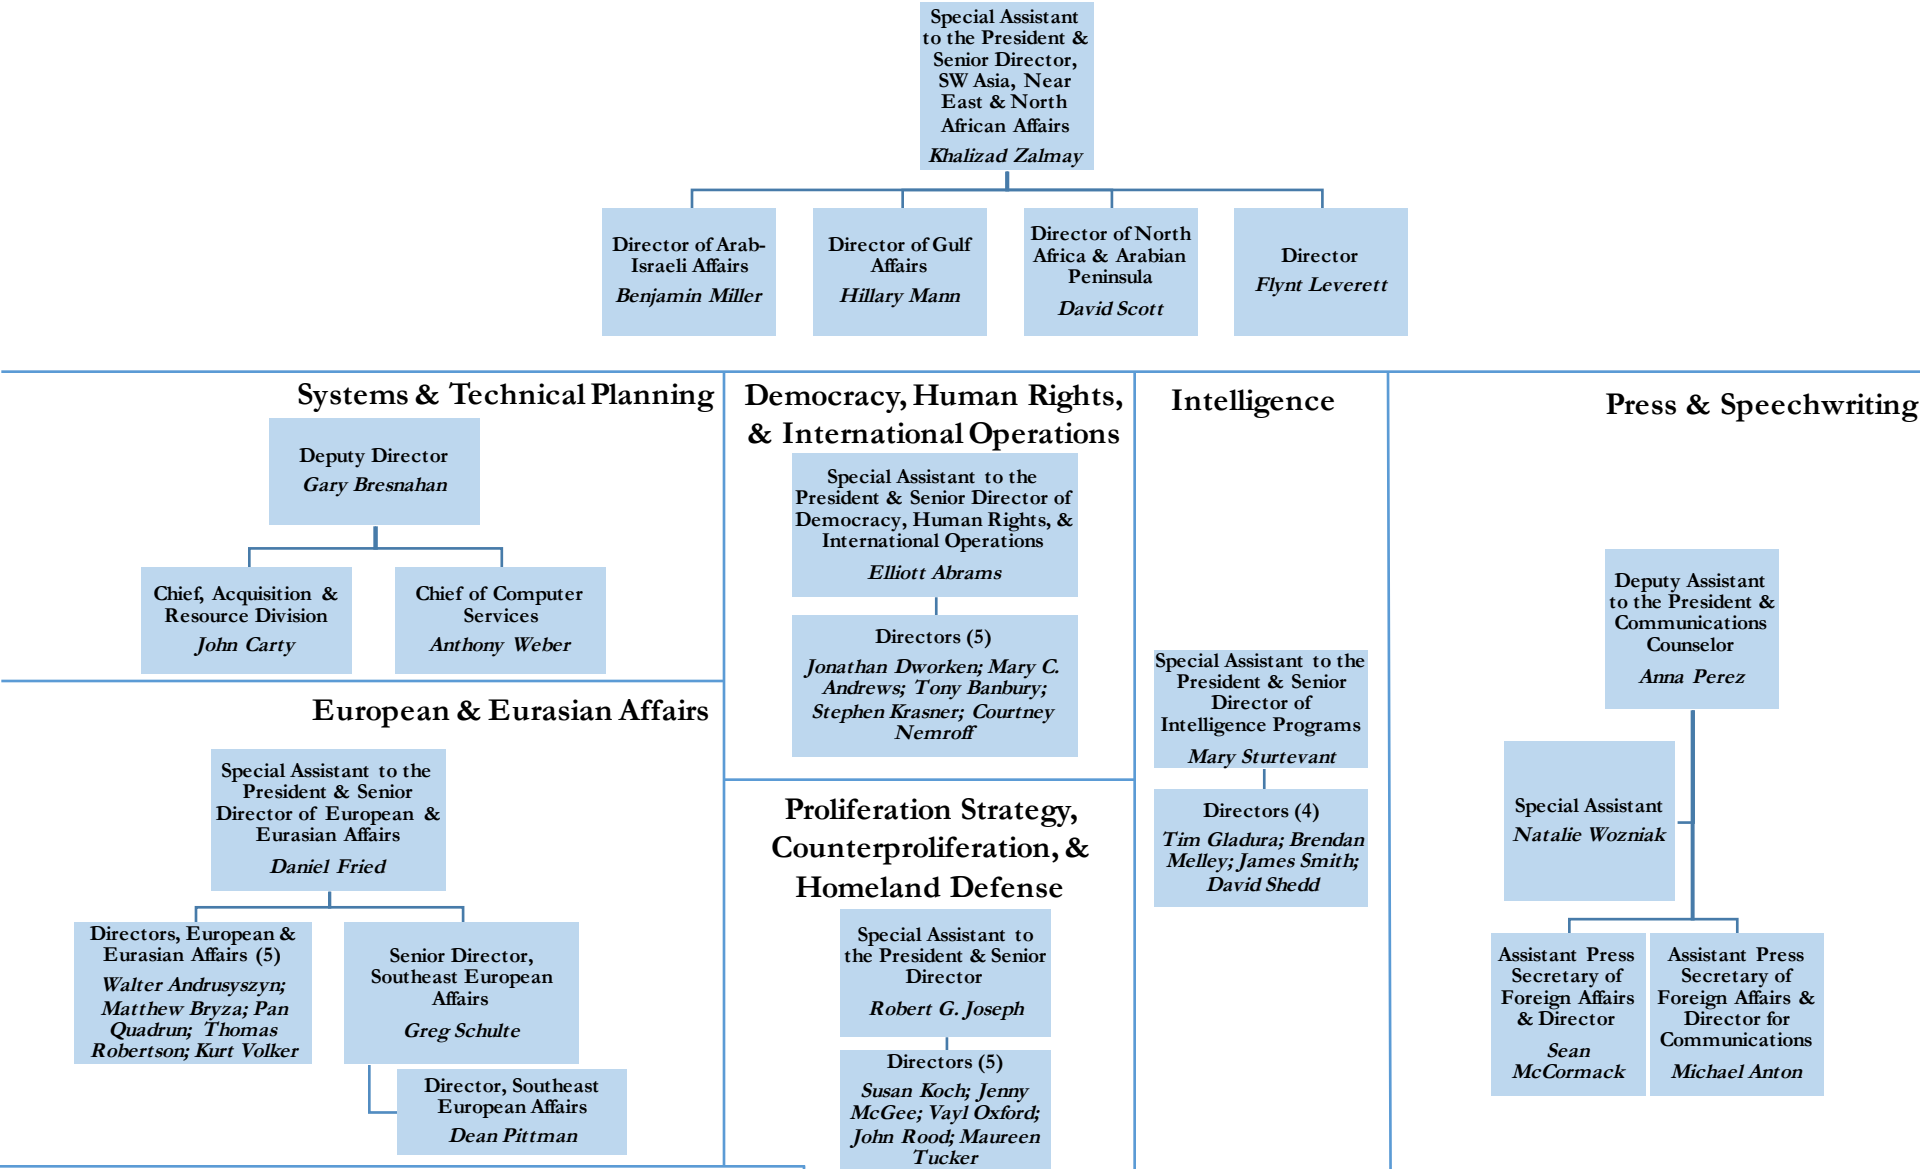 Special Assistant
to the President &
Senior Director,
SW Asia, Near
East & North
African Affairs
Khalizad Zalmay
Director of Arab-
Israeli Affairs
Benjamin Miller
Director of Gulf
Affairs
Hillary Mann
Director of North
Africa & Arabian
Peninsula
David Scott
Director
Flynt Leverett
Systems & Technical Planning
Deputy Director
Gary Bresnahan
Chief, Acquisition &
Resource Division
John Carty
Chief of Computer
Services
Anthony Weber
European & Eurasian Affairs
Special Assistant to the
President & Senior
Director of European &
Eurasian Affairs
Daniel Fried
Directors, European &
Eurasian Affairs (5)
Walter Andrusyszyn;
Matthew Bryza; Pan
Quadrun; Thomas
Robertson; Kurt Volker
Senior Director,
Southeast European
Affairs
Greg Schulte
Director, Southeast
European Affairs
Dean Pittman
Democracy, Human Rights,
& International Operations
Special Assistant to the
President & Senior Director of
Democracy, Human Rights, &
International Operations
Elliott Abrams
Directors (5)
Jonathan Dworken; Mary C.
Andrews; Tony Banbury;
Stephen Krasner; Courtney
Nemroff
Proliferation Strategy,
Counterproliferation, &
Homeland Defense
Special Assistant to
the President & Senior
Director
Robert G. Joseph
Directors (5)
Susan Koch; Jenny
McGee; Vayl Oxford;
John Rood; Maureen
Tucker
Intelligence
Special Assistant to the
President & Senior
Director of
Intelligence Programs
Mary Sturtevant
Directors (4)
Tim Gladura; Brendan
Melley; James Smith;
David Shedd
Press & Speechwriting
Deputy Assistant
to the President &
Communications
Counselor
Anna Perez
Special Assistant
Natalie Wozniak
Assistant Press
Secretary of
Foreign Affairs
& Director
Sean
McCormack
Assistant Press
Secretary of
Foreign Affairs &
Director for
Communications
Michael Anton